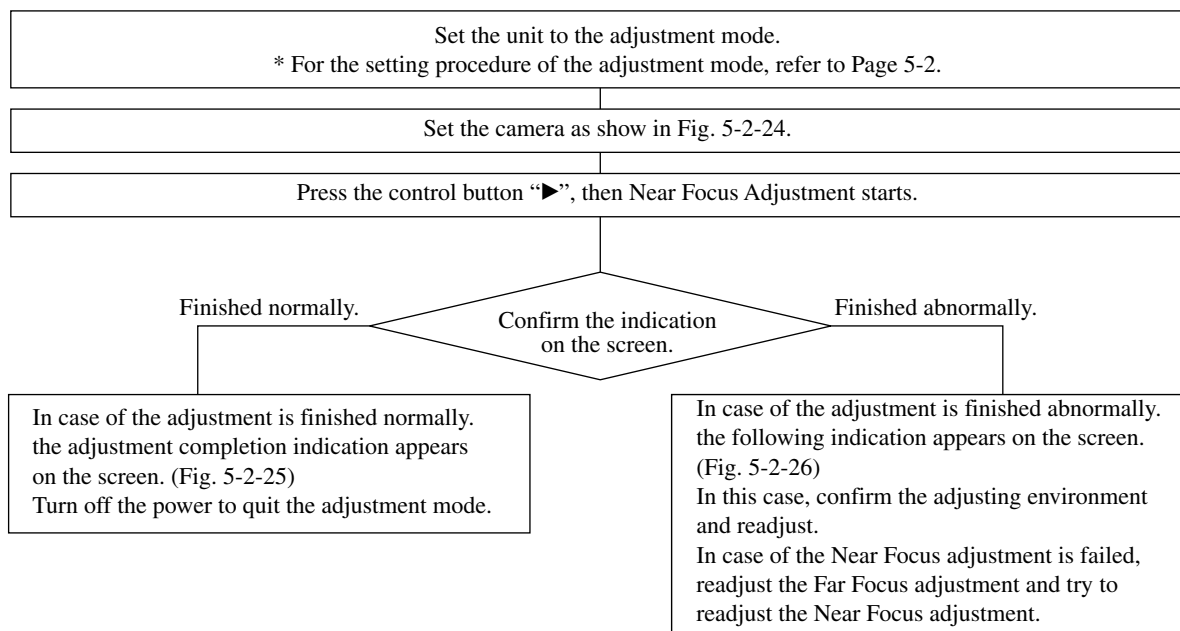 Set the unit to the adjustment mode.
* For the setting procedure of the adjustment mode, refer to Page 5-2.
Set the camera as show in Fig. 5-2-24.
Press the control button “▶”, then Near Focus Adjustment starts.
Finished normally.
Finished abnormally.
Confirm the indication
on the screen.
In case of the adjustment is finished normally.
the adjustment completion indication appears
on the screen. (Fig. 5-2-25)
Turn off the power to quit the adjustment mode.
In case of the adjustment is finished abnormally.
the following indication appears on the screen.
(Fig. 5-2-26)
In this case, confirm the adjusting environment
and readjust.
In case of the Near Focus adjustment is failed,
readjust the Far Focus adjustment and try to
readjust the Near Focus adjustment.